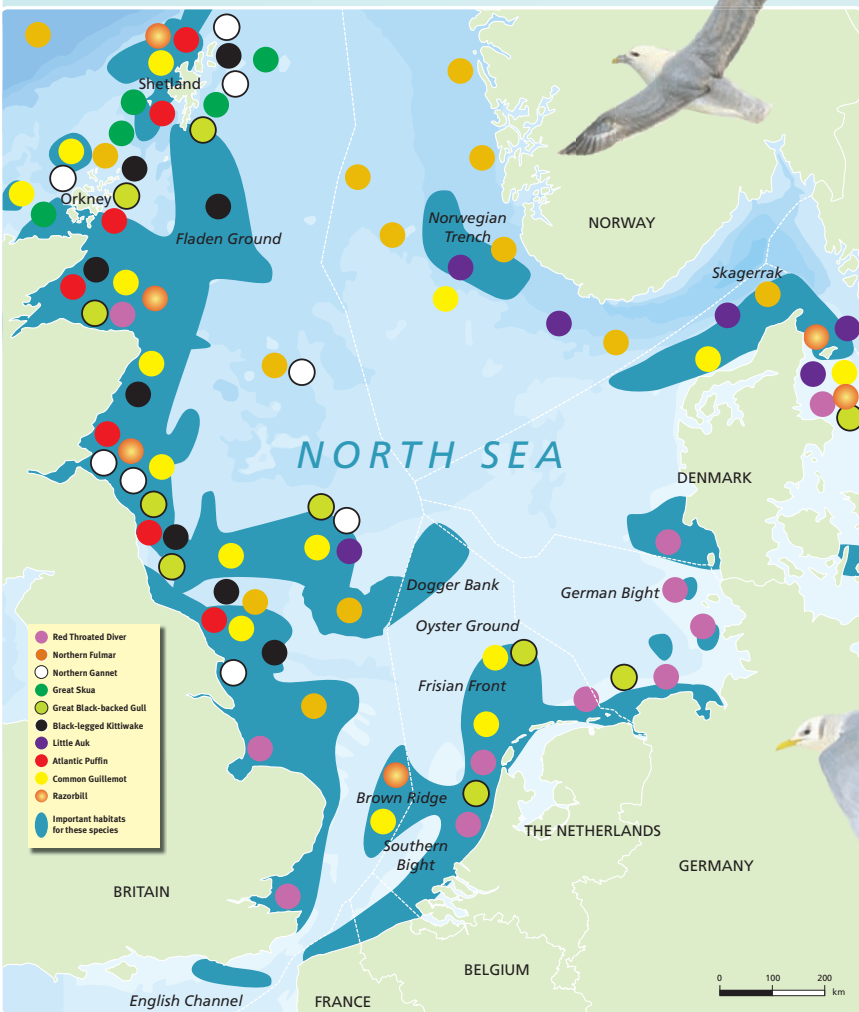 Shetland
Orkney
Fladen Ground
Norwegian
Trench
NORWAY
Skagerrak
NORTH SEA
DENMARK
Dogger Bank
German Bight
Oyster Ground
Frisian Front
Red Throated Diver
Northern Fulmar
Northern Gannet
Great Skua
Great Black-backed Gull
Black-legged Kittiwake
Little Auk
Atlantic Puffin
Common Guillemot
Razorbill
Important habitats
for these species
Brown Ridge
Southern
Bight
THE NETHERLANDS
GERMANY
BRITAIN
BELGIUM
English Channel
FRANCE
0 100 200
km